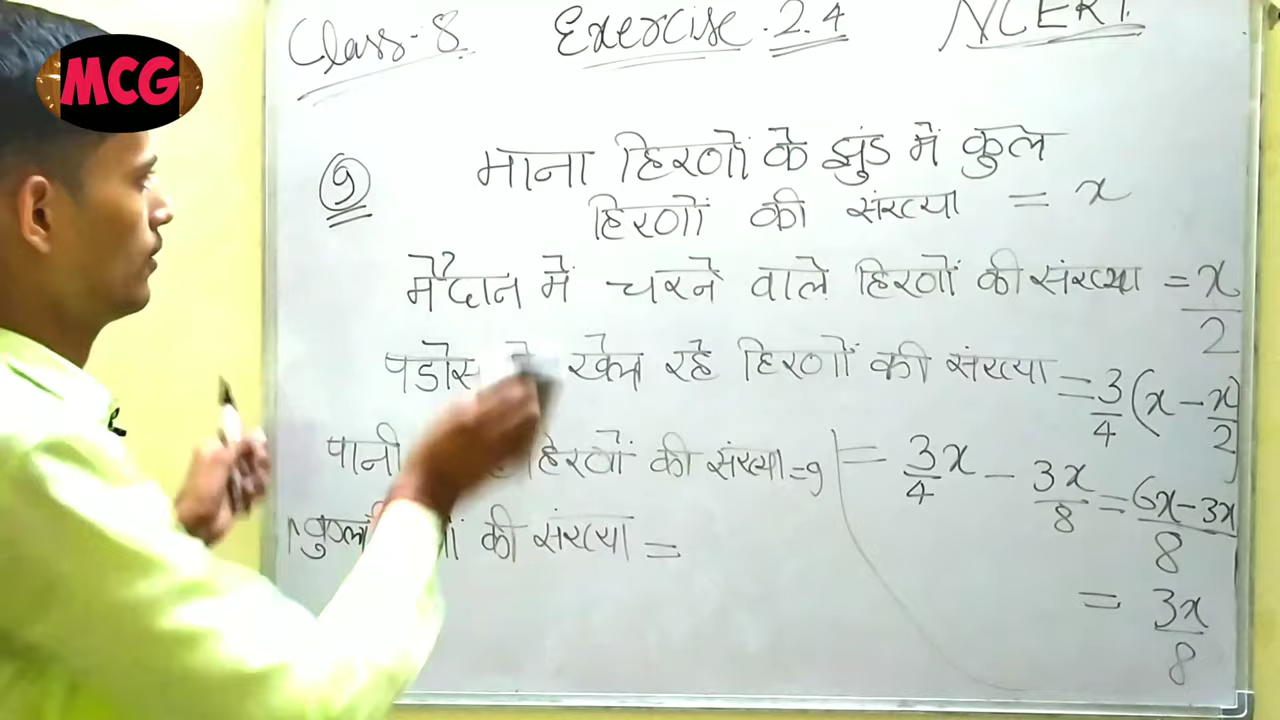 MCG
Class-8 Exercise.2.4 NCERT
9 माना हिरणों के झुंड में कुल
हिरणों की संख्या = x
मैदान में चरने वाले हिरणों की संख्या = x/2
पडोस रखेल रहे हिरणों की संख्या = 3/4 (x - x/2)
पानी हिरणों की संख्या = 9
= 3/4 x - 3x/8 = 6x-3x/8
कुल की संख्या =
= 3x/8